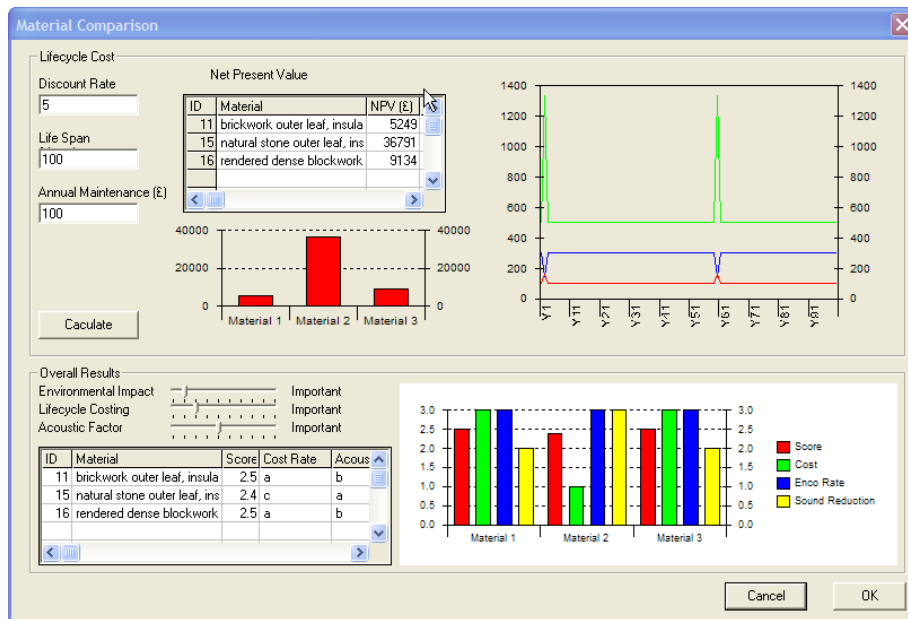 Material Comparison
Lifecycle Cost
Discount Rate
5
Life Span
100
Annual Maintenance (£)
100
Caculate
Net Present Value
ID Material NPV (£)
11 brickwork outer leaf, insula 5249
15 natural stone outer leaf, ins 36791
16 rendered dense blockwork 9134
40000 40000
20000 20000
0 0
Material 1 Material 2 Material 3
1400 1400
1200 1200
1000 1000
800 800
600 600
400 400
200 200
0 0
Y1 Y11 Y21 Y31 Y41 Y51 Y61 Y71 Y81 Y91
Overall Results
Environmental Impact Important
Lifecycle Costing Important
Acoustic Factor Important
ID Material Score Cost Rate Acous
11 brickwork outer leaf, insula 2.5 a b
15 natural stone outer leaf, ins 2.4 c a
16 rendered dense blockwork 2.5 a b
3.0 3.0
2.5 2.5
2.0 2.0
1.5 1.5
1.0 1.0
0.5 0.5
0.0 0.0
Material 1 Material 2 Material 3
Score
Cost
Enco Rate
Sound Reduction
Cancel OK